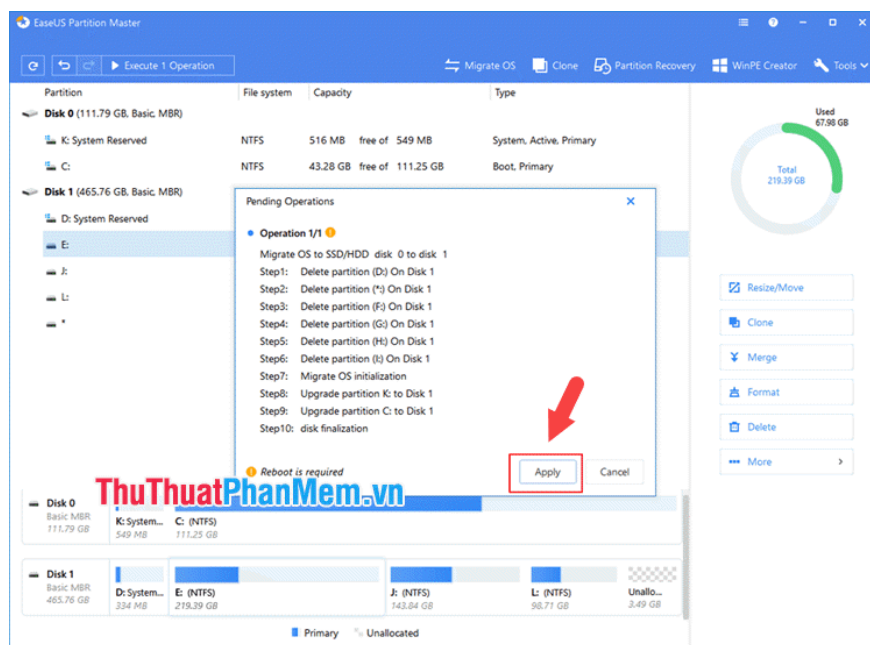 EaseUS Partition Master
Execute 1 Operation
Migrate OS
Clone
Partition Recovery
WinPE Creator
Tools
Partition File system Capacity Type
Disk 0 (111.79 GB, Basic, MBR)
K: System Reserved NTFS 516 MB free of 549 MB System, Active, Primary
C: NTFS 43.28 GB free of 111.25 GB Boot, Primary
Disk 1 (465.76 GB, Basic, MBR)
D: System Reserved
E:
J:
L:
*
Pending Operations
Operation 1/1
Migrate OS to SSD/HDD disk 0 to disk 1
Step1: Delete partition (D:) On Disk 1
Step2: Delete partition (*:) On Disk 1
Step3: Delete partition (F:) On Disk 1
Step4: Delete partition (G:) On Disk 1
Step5: Delete partition (H:) On Disk 1
Step6: Delete partition (I:) On Disk 1
Step7: Migrate OS initialization
Step8: Upgrade partition K: to Disk 1
Step9: Upgrade partition C: to Disk 1
Step10: disk finalization
Reboot is required
Apply
Cancel
Used
67.98 GB
Total
219.39 GB
Resize/Move
Clone
Merge
Format
Delete
More
ThuThuatPhanMem.vn
Disk 0
Basic MBR
111.79 GB
K: System...
549 MB
C: (NTFS)
111.25 GB
Disk 1
Basic MBR
465.76 GB
D: System...
334 MB
E: (NTFS)
219.39 GB
J: (NTFS)
143.84 GB
L: (NTFS)
98.71 GB
Unallo...
3.49 GB
Primary
Unallocated